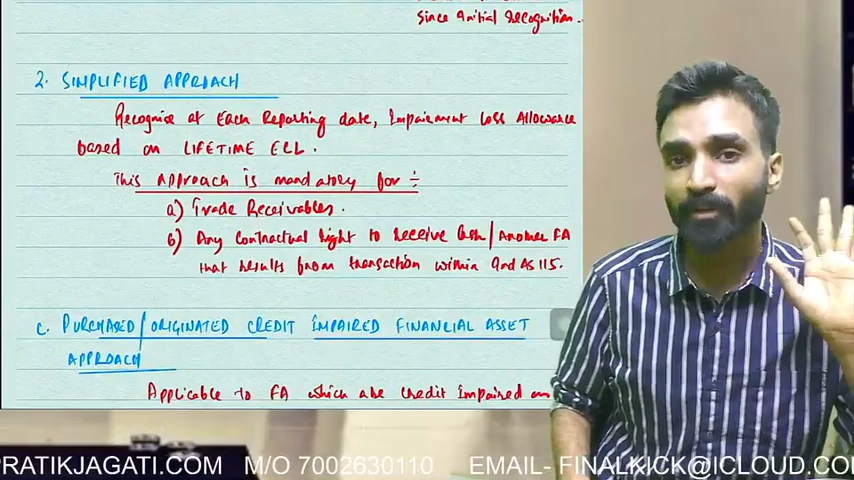 Since Initial Recognition.
2. SIMPLIFIED APPROACH
Recognise at Each Reporting date, Impairment Loss Allowance
based on LIFETIME ECL.
This approach is mandatory for ÷
a) Trade Receivables.
b) Any Contractual Right to Receive Cash/Another FA
that results from transaction within Ind AS 115.
C. PURCHASED/ORIGINATED CREDIT IMPAIRED FINANCIAL ASSET
APPROACH
Applicable to FA which are Credit Impaired on
PRATIKJAGATI.COM M/O 7002630110 EMAIL- FINALKICK@ICLOUD.CO